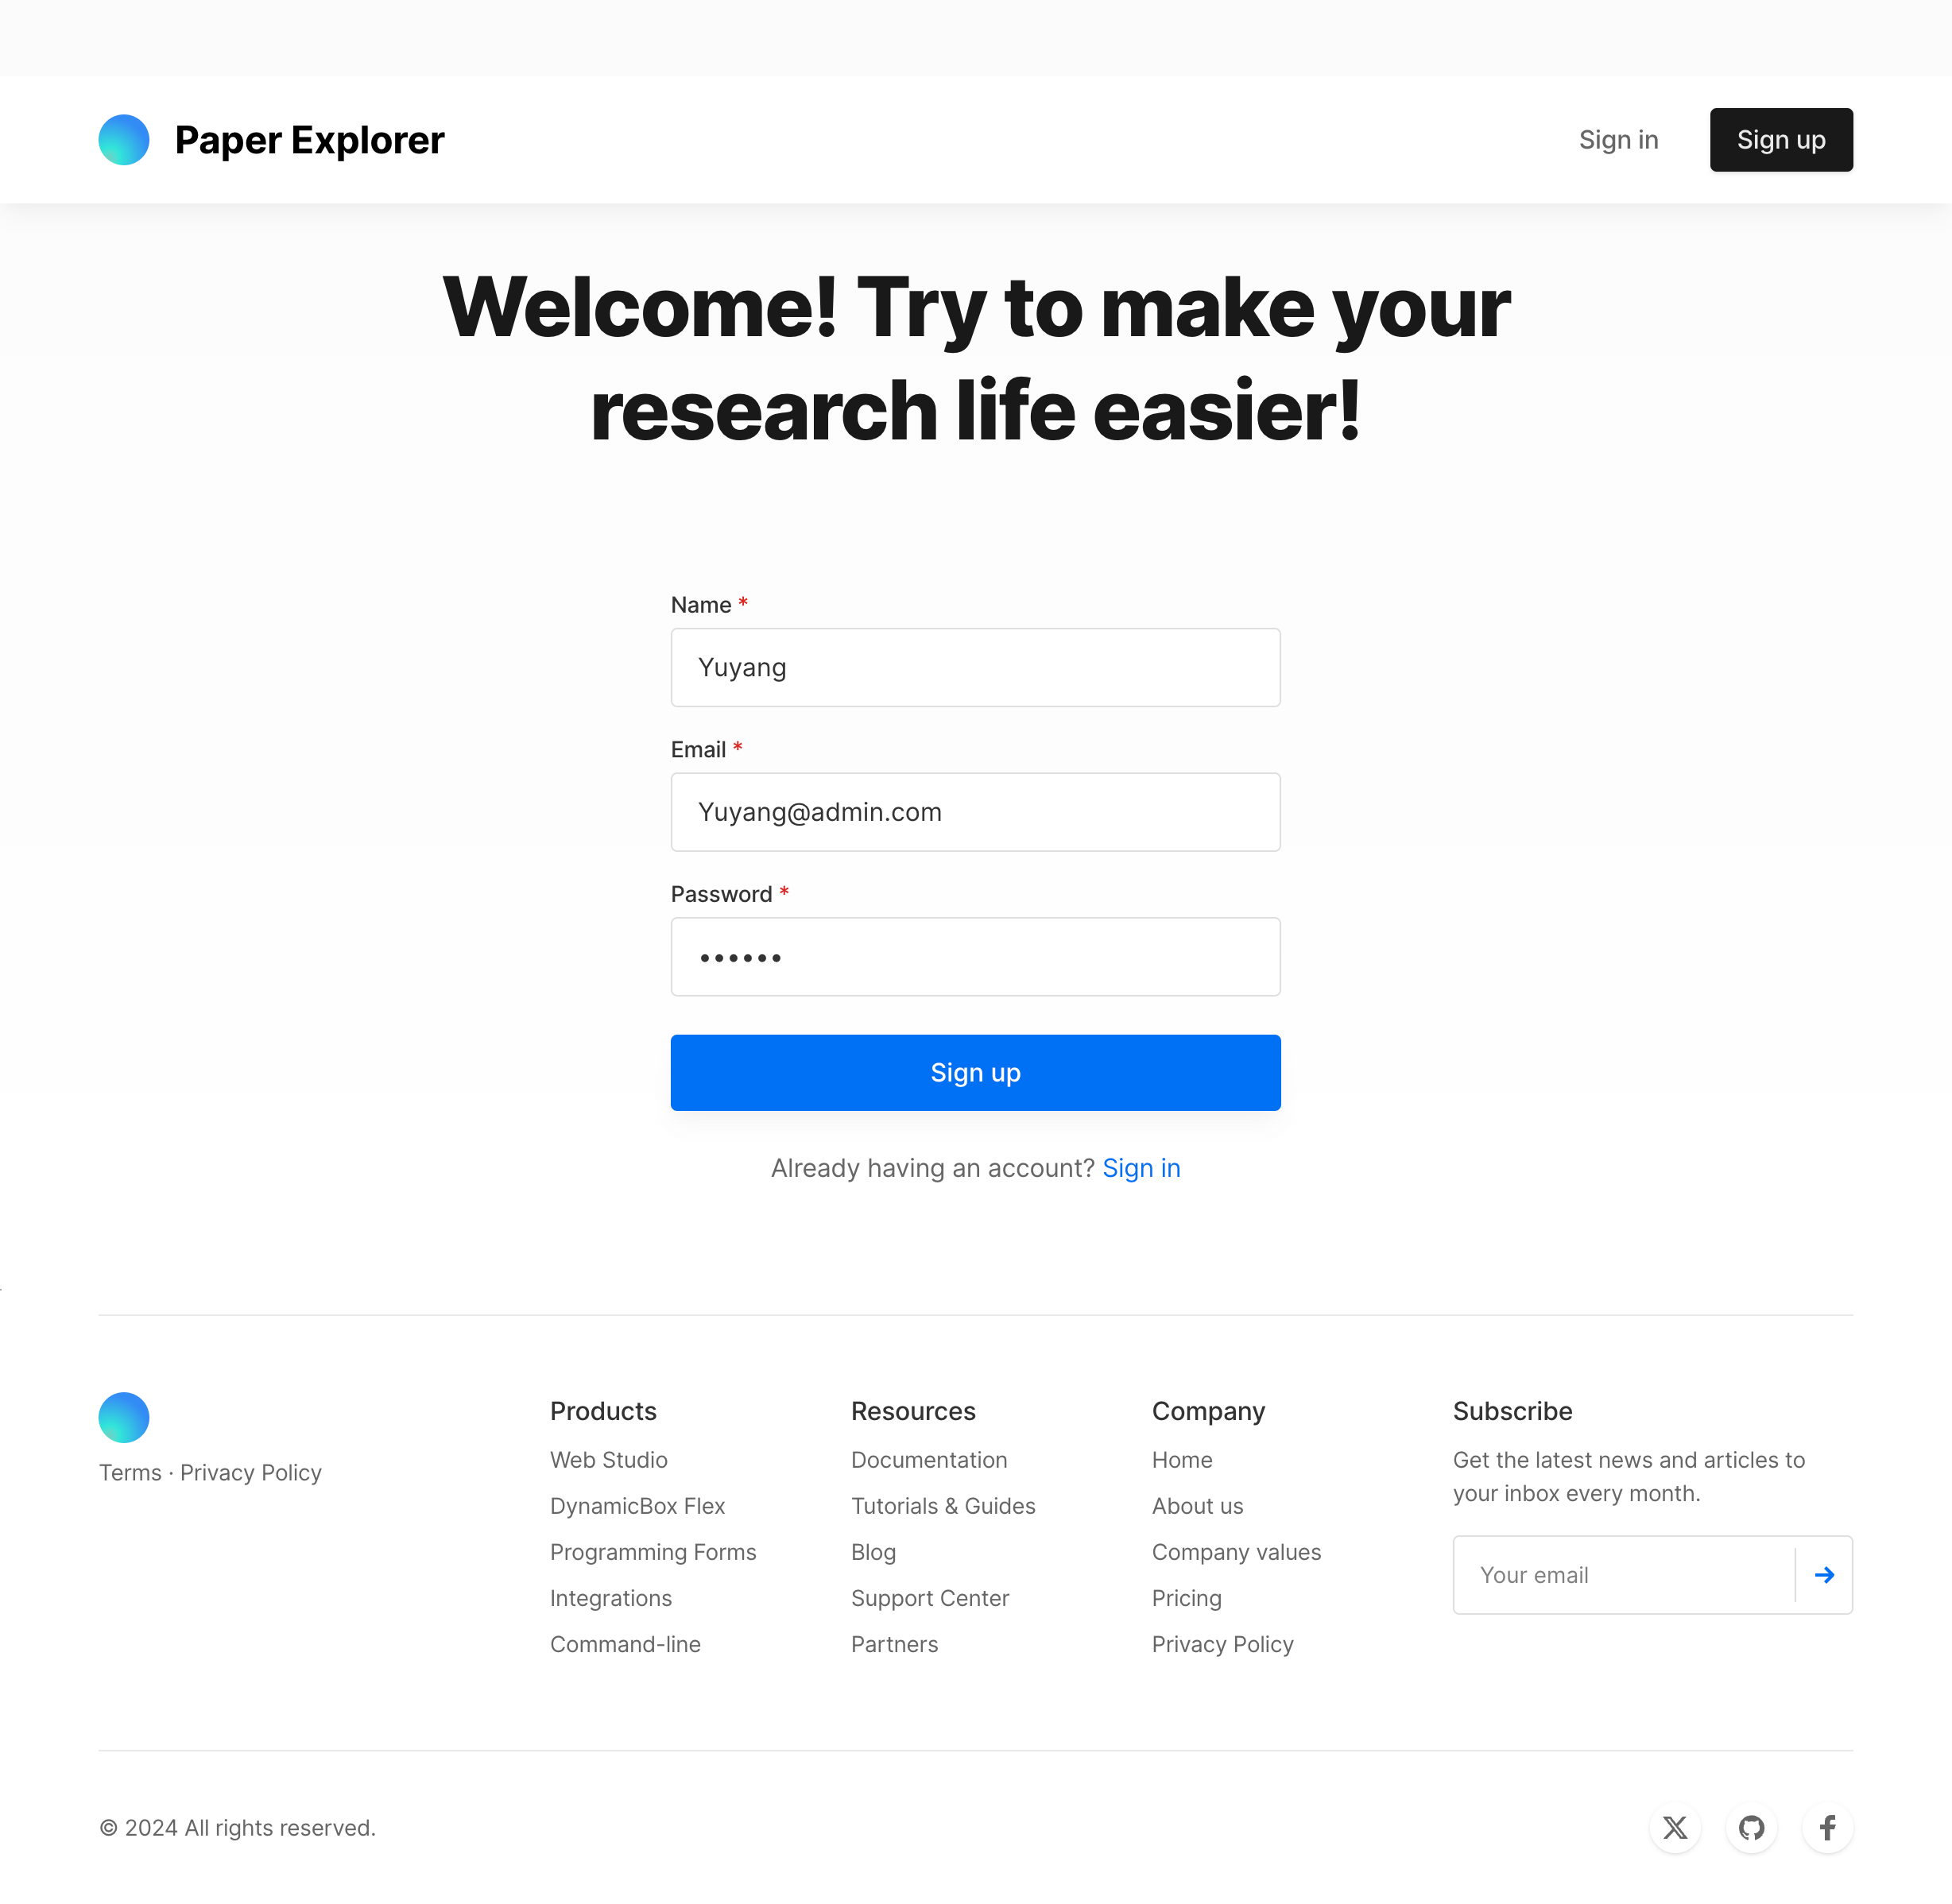 Paper Explorer
Sign in
Sign up
Welcome! Try to make your
research life easier!
Name *
Yuyang
Email *
Yuyang@admin.com
Password *
••••••
Sign up
Already having an account? Sign in
Terms · Privacy Policy
Products
Web Studio
DynamicBox Flex
Programming Forms
Integrations
Command-line
Resources
Documentation
Tutorials & Guides
Blog
Support Center
Partners
Company
Home
About us
Company values
Pricing
Privacy Policy
Subscribe
Get the latest news and articles to
your inbox every month.
Your email
© 2024 All rights reserved.